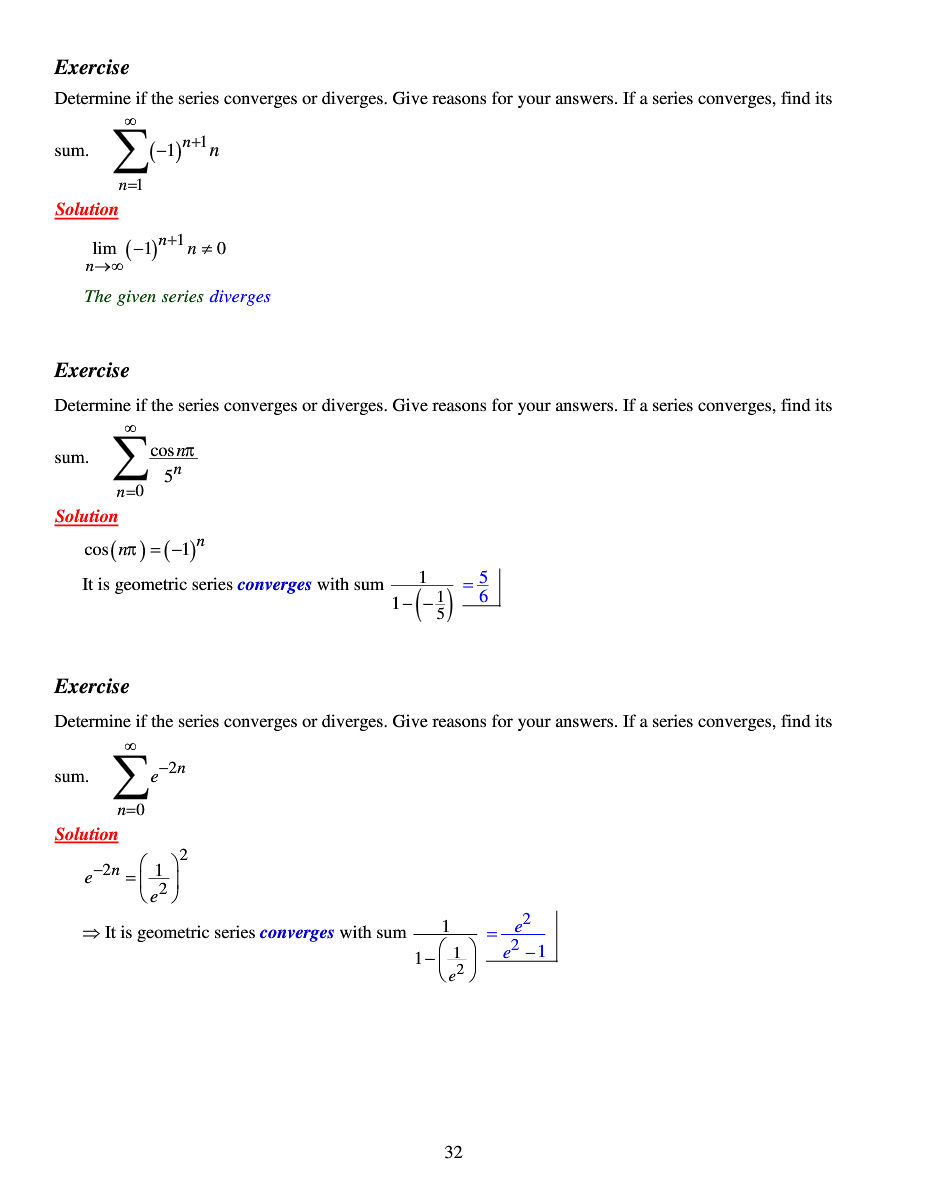 Exercise
Determine if the series converges or diverges. Give reasons for your answers. If a series converges, find its
sum. $\sum_{n=1}^{\infty} (-1)^{n+1} n$
Solution
$\lim_{n \to \infty} (-1)^{n+1} n \neq 0$
The given series diverges
Exercise
Determine if the series converges or diverges. Give reasons for your answers. If a series converges, find its
sum. $\sum_{n=0}^{\infty} \frac{\cos n\pi}{5^n}$
Solution
$\cos(n\pi) = (-1)^n$
It is geometric series converges with sum $\frac{1}{1-\left(-\frac{1}{5}\right)} = \frac{5}{6}$
Exercise
Determine if the series converges or diverges. Give reasons for your answers. If a series converges, find its
sum. $\sum_{n=0}^{\infty} e^{-2n}$
Solution
$e^{-2n} = \left(\frac{1}{e^2}\right)^2$
⇒ It is geometric series converges with sum $\frac{1}{1-\left(\frac{1}{e^2}\right)} = \frac{e^2}{e^2-1}$
32